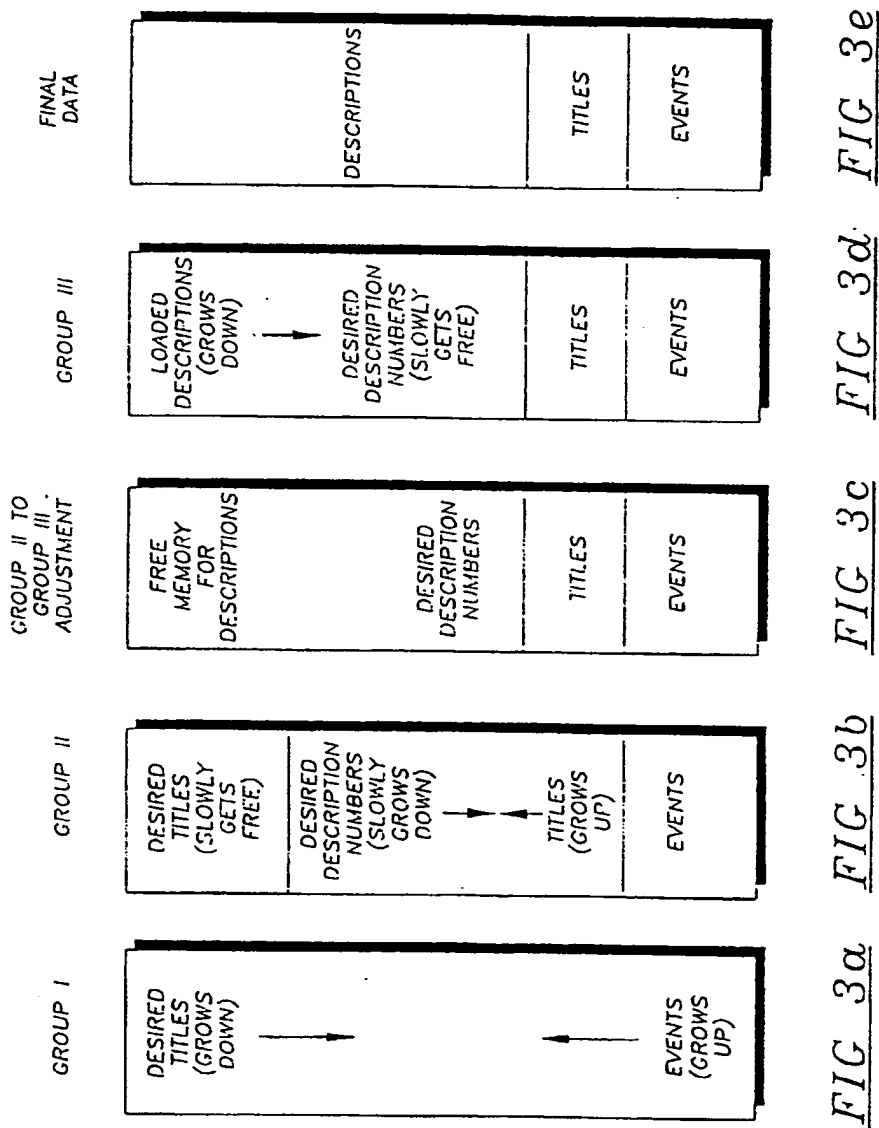 GROUP I
DESIRED
TITLES
(GROWS
DOWN)
EVENTS
(GROWS
UP)
FIG 3a
GROUP II
DESIRED
TITLES
(SLOWLY
GETS
FREE)
DESIRED
DESCRIPTION
NUMBERS
(SLOWLY
GROWS
DOWN)
TITLES
(GROWS
UP)
EVENTS
FIG 3b
GROUP II TO
GROUP III
ADJUSTMENT
FREE
MEMORY
FOR
DESCRIPTIONS
DESIRED
DESCRIPTION
NUMBERS
TITLES
EVENTS
FIG 3c
GROUP III
LOADED
DESCRIPTIONS
(GROWS
DOWN)
DESIRED
DESCRIPTION
NUMBERS
(SLOWLY
GETS
FREE)
TITLES
EVENTS
FIG 3d
FINAL
DATA
DESCRIPTIONS
TITLES
EVENTS
FIG 3e